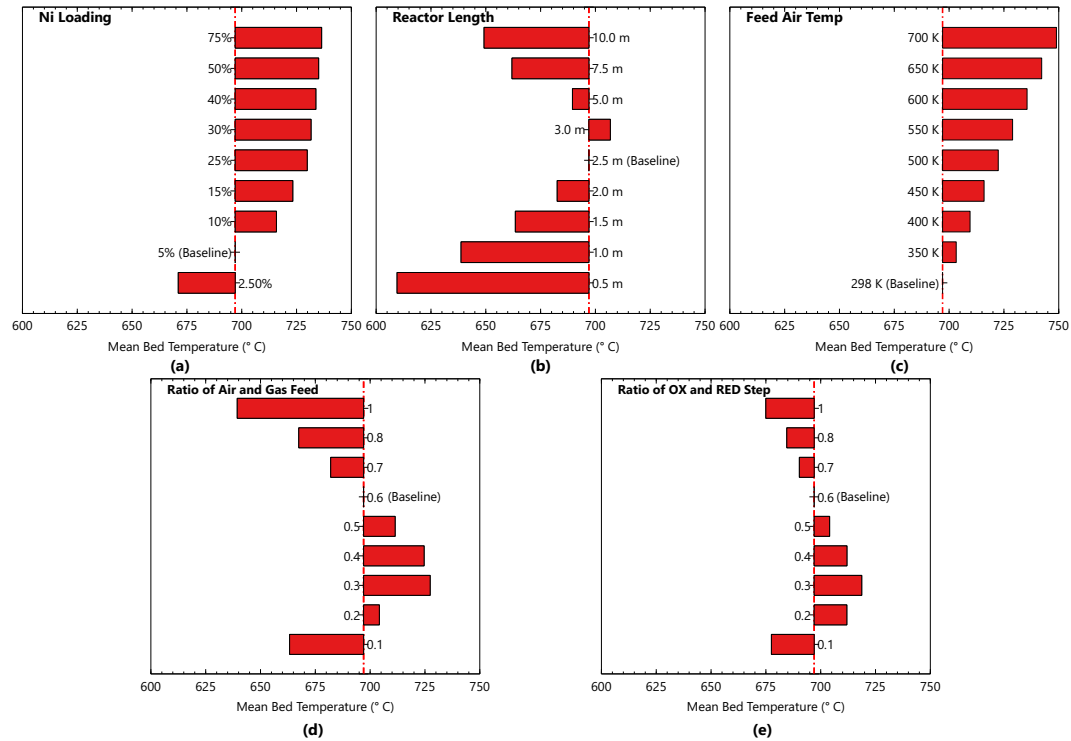 Ni Loading
75%
50%
40%
30%
25%
15%
10%
5% (Baseline)
2.50%
600 625 650 675 700 725 750
Mean Bed Temperature (° C)
(a)
Reactor Length
10.0 m
7.5 m
5.0 m
3.0 m
2.5 m (Baseline)
2.0 m
1.5 m
1.0 m
0.5 m
600 625 650 675 700 725 750
Mean Bed Temperature (° C)
(b)
Feed Air Temp
700 K
650 K
600 K
550 K
500 K
450 K
400 K
350 K
298 K (Baseline)
600 625 650 675 700 725 750
Mean Bed Temperature (° C)
(c)
Ratio of Air and Gas Feed
1
0.8
0.7
0.6 (Baseline)
0.5
0.4
0.3
0.2
0.1
600 625 650 675 700 725 750
Mean Bed Temperature (° C)
(d)
Ratio of OX and RED Step
1
0.8
0.7
0.6 (Baseline)
0.5
0.4
0.3
0.2
0.1
600 625 650 675 700 725 750
Mean Bed Temperature (° C)
(e)